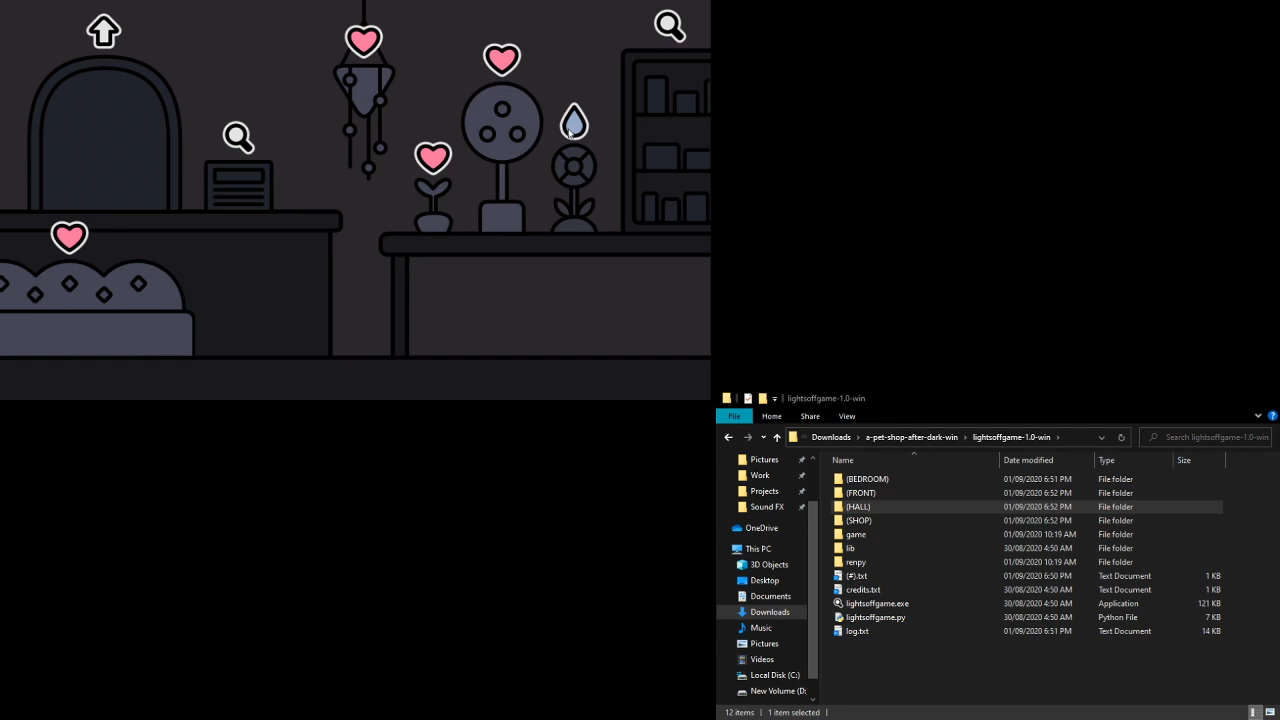 lightsoffgame-1.0-win
File Home Share View
Downloads a-pet-shop-after-dark-win lightsoffgame-1.0-win Search lightsoffgame-1.0-win
Name Date modified Type Size
Pictures
Work
Projects
Sound FX
OneDrive
This PC
3D Objects
Desktop
Documents
Downloads
Music
Pictures
Videos
Local Disk (C:)
New Volume (D:
(BEDROOM) 01/09/2020 6:51 PM File folder
(FRONT) 01/09/2020 6:52 PM File folder
(HALL) 01/09/2020 6:52 PM File folder
(SHOP) 01/09/2020 6:52 PM File folder
game 01/09/2020 10:19 AM File folder
lib 30/08/2020 4:50 AM File folder
renpy 01/09/2020 10:19 AM File folder
(#).txt 01/09/2020 6:50 PM Text Document 1 KB
credits.txt 30/08/2020 4:50 AM Text Document 1 KB
lightsoffgame.exe 30/08/2020 4:50 AM Application 121 KB
lightsoffgame.py 30/08/2020 4:50 AM Python File 7 KB
log.txt 01/09/2020 6:51 PM Text Document 14 KB
12 items 1 item selected